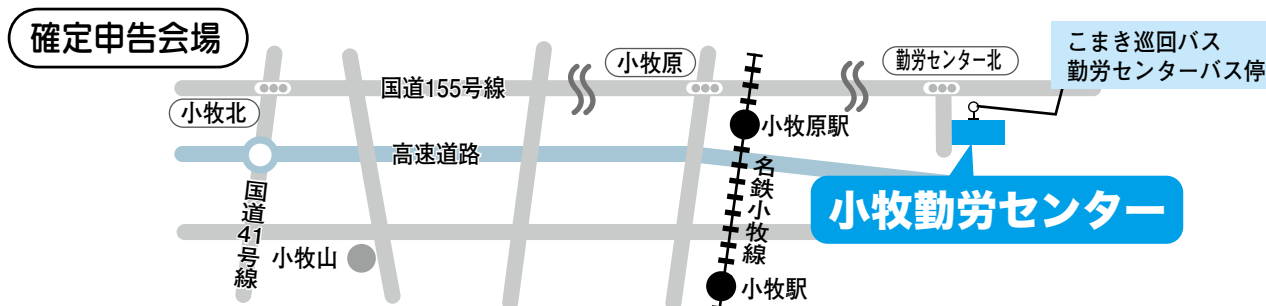 確定申告会場
こまき巡回バス
勤労センターバス停
小牧原
勤労センター北
国道155号線
小牧北
小牧原駅
高速道路
名鉄小牧線
国道41号線
小牧勤労センター
小牧山
小牧駅